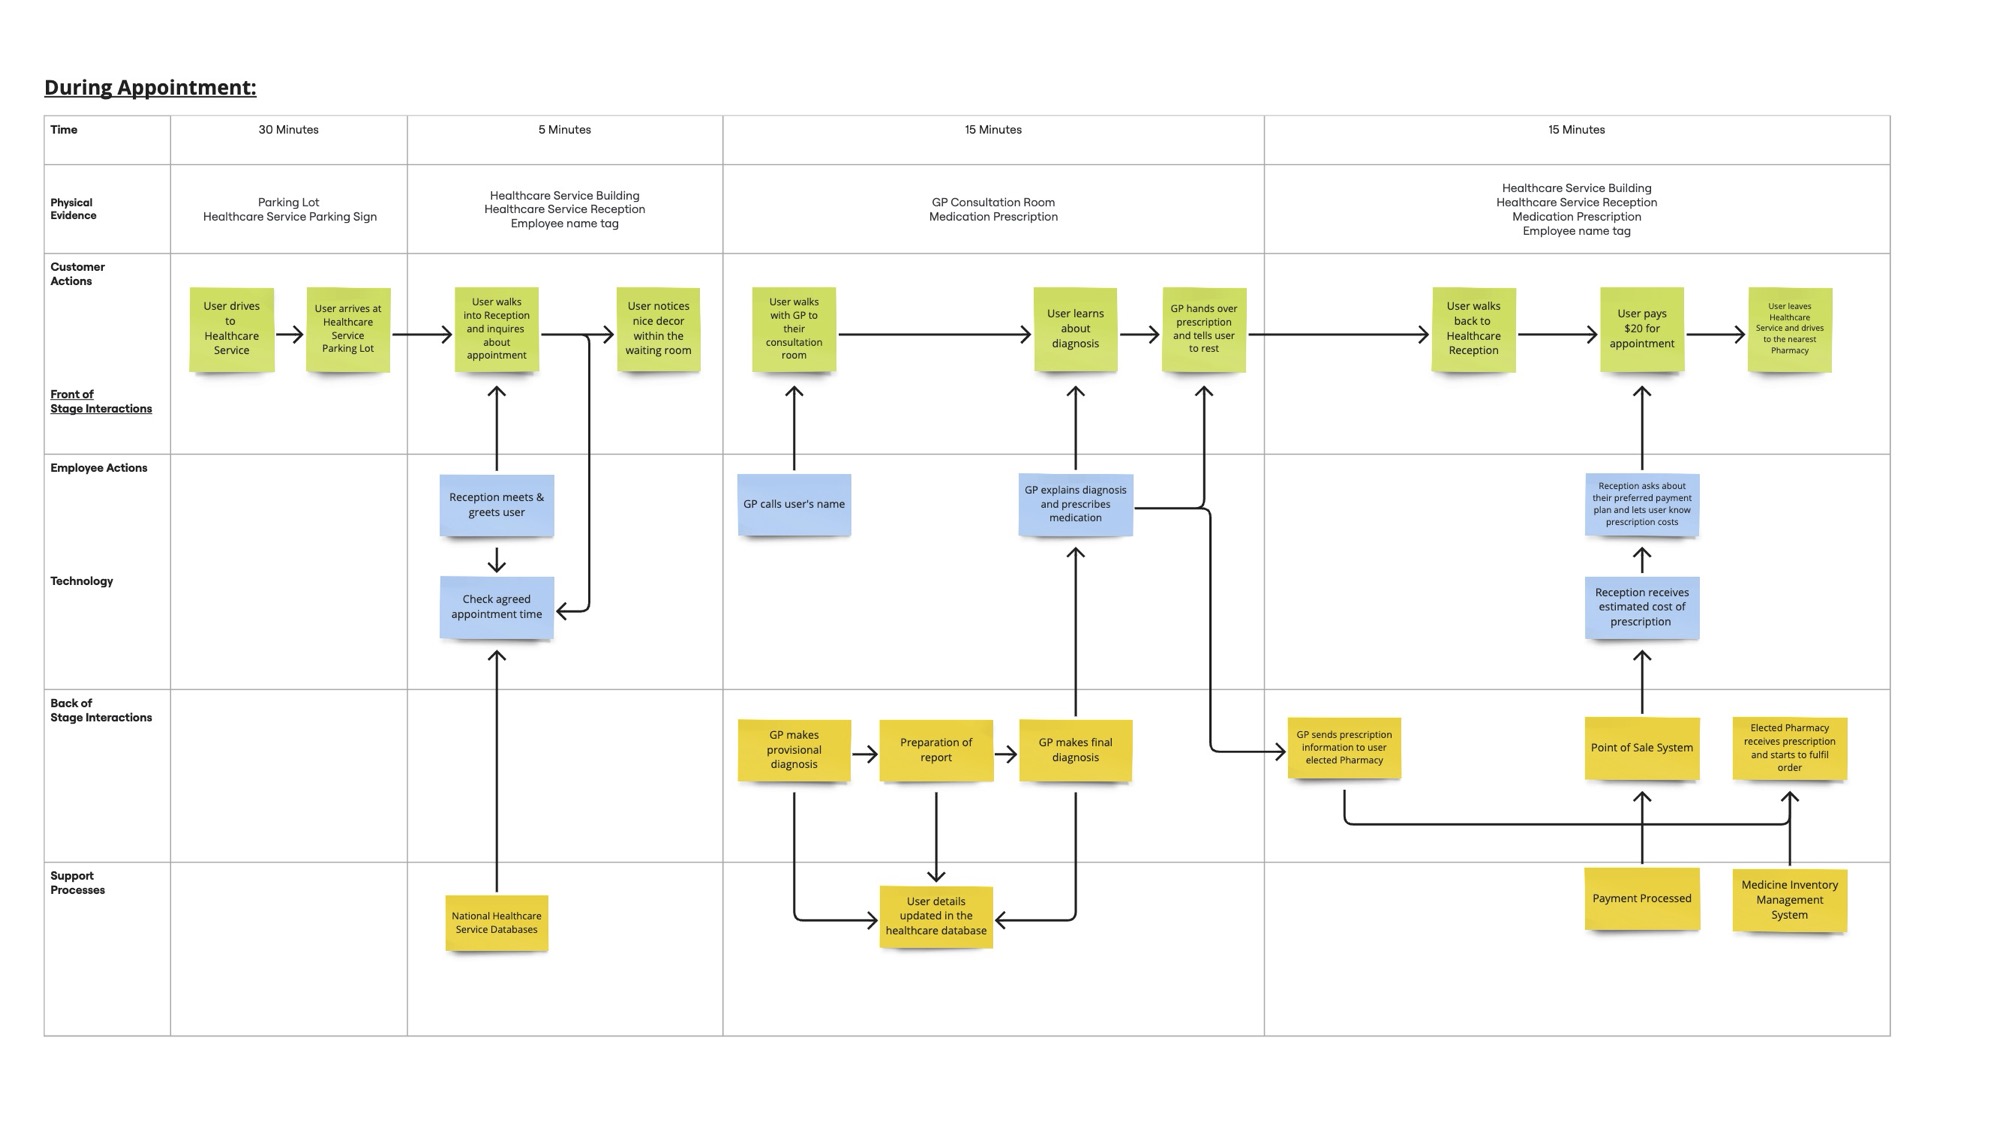 During Appointment:
Time
30 Minutes
5 Minutes
15 Minutes
15 Minutes
Physical
Evidence
Parking Lot
Healthcare Service Parking Sign
Healthcare Service Building
Healthcare Service Reception
Employee name tag
GP Consultation Room
Medication Prescription
Healthcare Service Building
Healthcare Service Reception
Medication Prescription
Employee name tag
Customer
Actions
User drives
to
Healthcare
Service
User arrives at
Healthcare
Service
Parking Lot
User walks
into Reception
and inquires
about
appointment
User notices
nice decor
within the
waiting room
User walks
with GP to
their
consultation
room
User learns
about
diagnosis
GP hands over
prescription
and tells user
to rest
User walks
back to
Healthcare
Reception
User pays
$20 for
appointment
User leaves
Healthcare
Service and drives
to the nearest
Pharmacy
Front of
Stage Interactions
Employee Actions
Reception meets &
greets user
GP calls user's name
GP explains diagnosis
and prescribes
medication
Reception asks about
their preferred payment
plan and lets user know
prescription costs
Technology
Check agreed
appointment time
Reception receives
estimated cost of
prescription
Back of
Stage Interactions
GP makes
provisional
diagnosis
Preparation of
report
GP makes final
diagnosis
GP sends prescription
information to user
elected Pharmacy
Point of Sale System
Elected Pharmacy
receives prescription
and starts to fulfil
order
Support
Processes
National Healthcare
Service Databases
User details
updated in the
healthcare database
Payment Processed
Medicine Inventory
Management
System